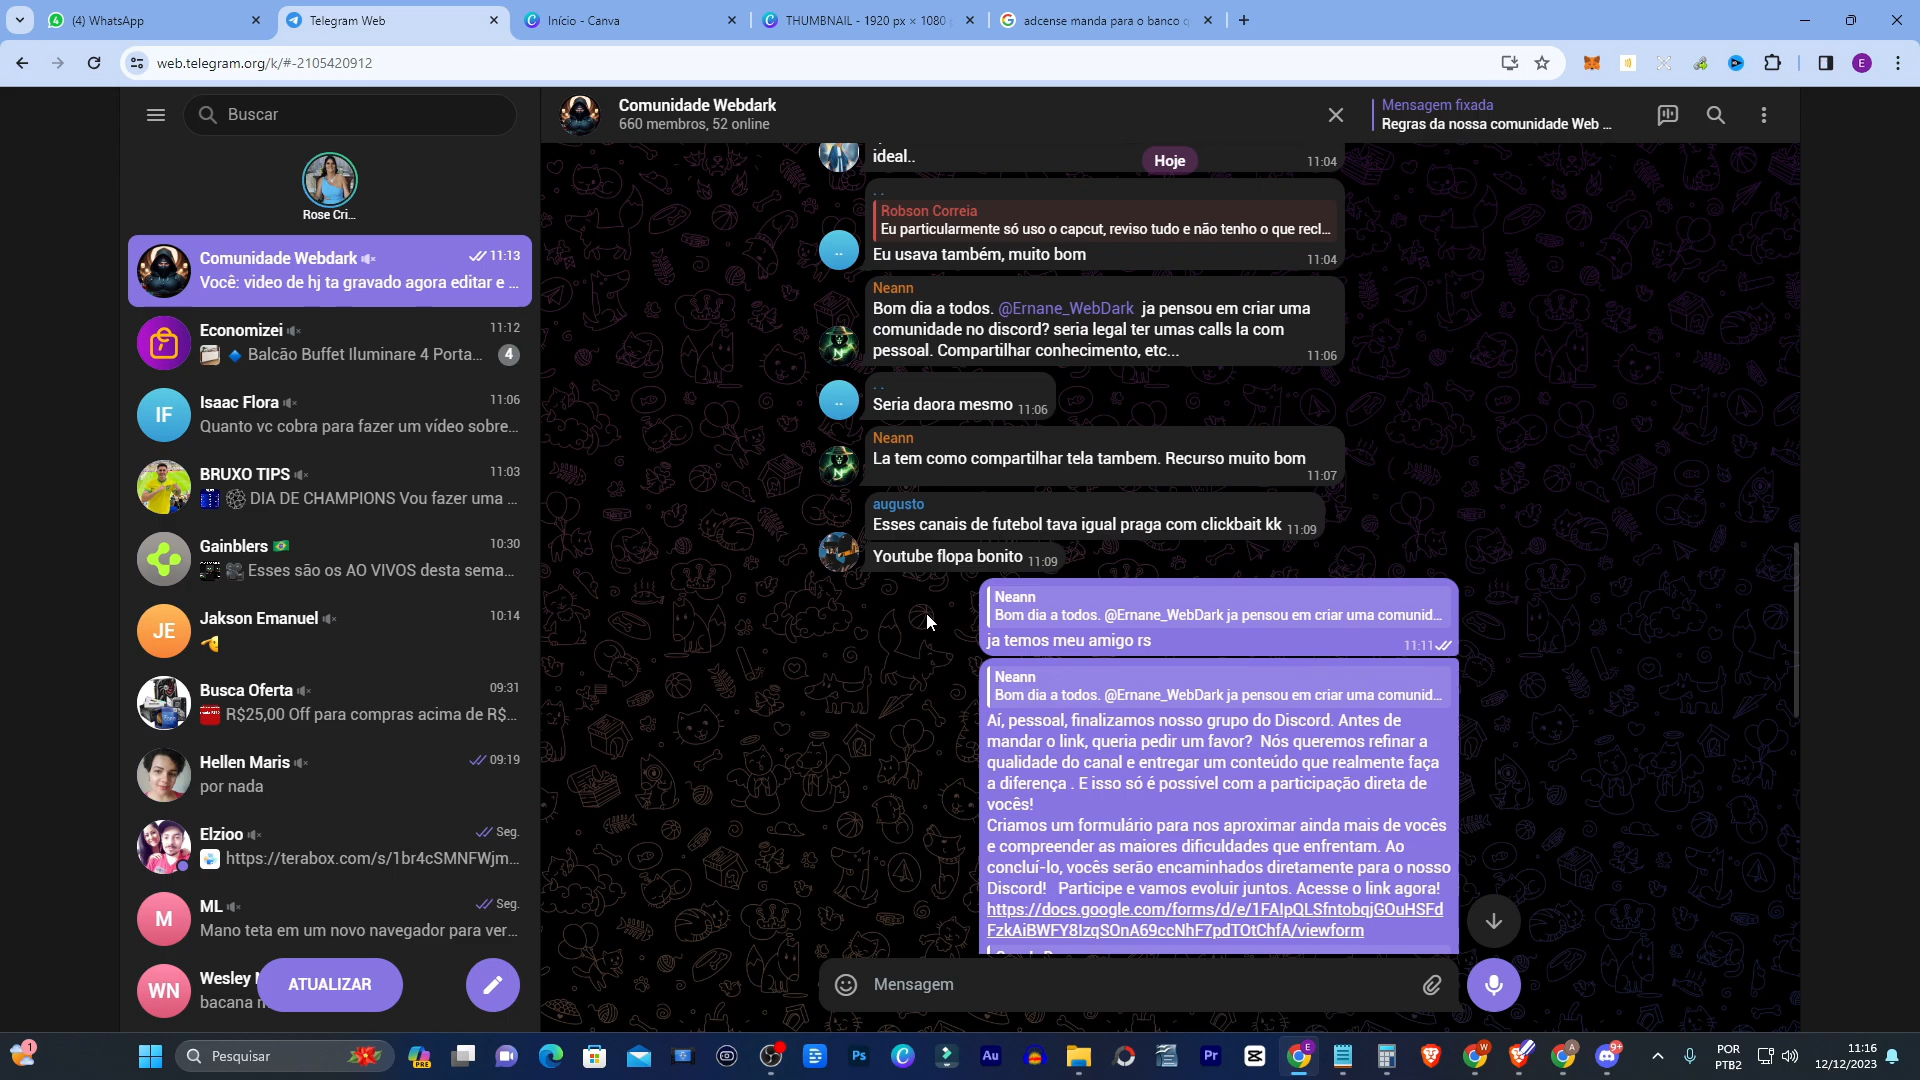 (4) WhatsApp
Telegram Web
Início - Canva
THUMBNAIL - 1920 px × 1080
adcense manda para o banco q
web.telegram.org/k/#-2105420912
E
Buscar
Rose Cri...
Comunidade Webdark
660 membros, 52 online
Mensagem fixada
Regras da nossa comunidade Web ...
Comunidade Webdark 11:13
Você: video de hj ta gravado agora editar e ...
Economizei 11:12
Balcão Buffet Iluminare 4 Porta... 4
IF
Isaac Flora 11:06
Quanto vc cobra para fazer um vídeo sobre...
BRUXO TIPS 11:03
DIA DE CHAMPIONS Vou fazer uma ...
Gainblers 10:30
Esses são os AO VIVOS desta sema...
JE
Jakson Emanuel 10:14
Busca Oferta 09:31
R$25,00 Off para compras acima de R$...
Hellen Maris 09:19
por nada
Elzioo Seg.
https://terabox.com/s/1br4cSMNFWjm...
M
ML Seg.
Mano teta em um novo navegador para ver...
WN
Wesley
bacana
ATUALIZAR
ideal.. 11:04
Hoje
. .
Robson Correia
Eu particularmente só uso o capcut, reviso tudo e não tenho o que recl...
Eu usava também, muito bom 11:04
..
Neann
Bom dia a todos. @Ernane_WebDark ja pensou em criar uma
comunidade no discord? seria legal ter umas calls la com
pessoal. Compartilhar conhecimento, etc... 11:06
. .
Seria daora mesmo 11:06
..
Neann
La tem como compartilhar tela tambem. Recurso muito bom
11:07
augusto
Esses canais de futebol tava igual praga com clickbait kk 11:09
Youtube flopa bonito 11:09
Neann
Bom dia a todos. @Ernane_WebDark ja pensou em criar uma comunid...
ja temos meu amigo rs 11:11
Neann
Bom dia a todos. @Ernane_WebDark ja pensou em criar uma comunid...
Aí, pessoal, finalizamos nosso grupo do Discord. Antes de
mandar o link, queria pedir um favor? Nós queremos refinar a
qualidade do canal e entregar um conteúdo que realmente faça
a diferença . E isso só é possível com a participação direta de
vocês!
Criamos um formulário para nos aproximar ainda mais de vocês
e compreender as maiores dificuldades que enfrentam. Ao
concluí-lo, vocês serão encaminhados diretamente para o nosso
Discord! Participe e vamos evoluir juntos. Acesse o link agora!
https://docs.google.com/forms/d/e/1FAIpQLSfntobqjGOuHSFd
FzkAiBWFY8IzqSOnA69ccNhF7pdTOtChfA/viewform
Mensagem
1
Pesquisar
PRE
Ps
Au
Pr
E
W
A
9+
POR
PTB2
11:16
12/12/2023